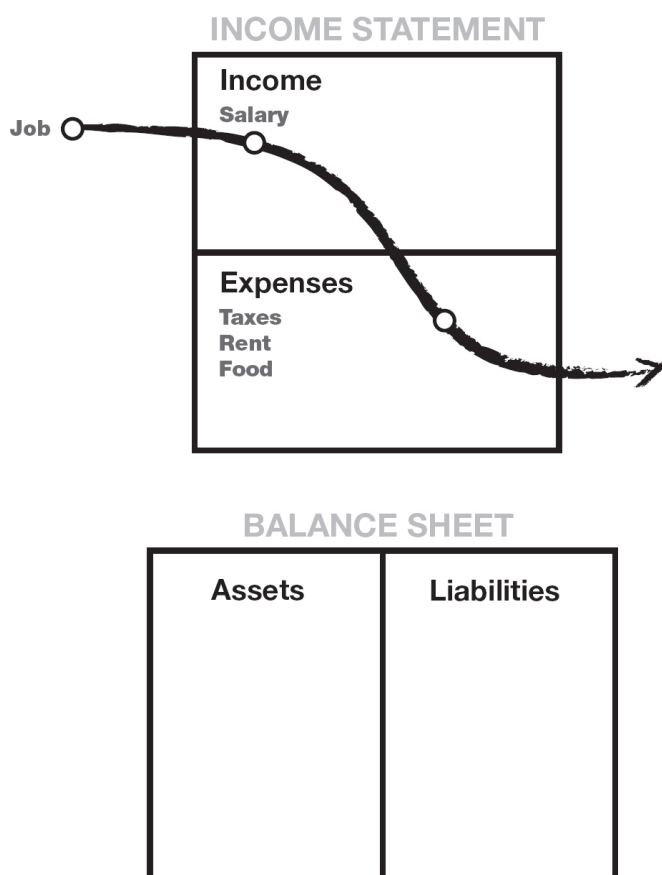 INCOME STATEMENT
Income
Salary
Job
Expenses
Taxes
Rent
Food
BALANCE SHEET
Assets
Liabilities